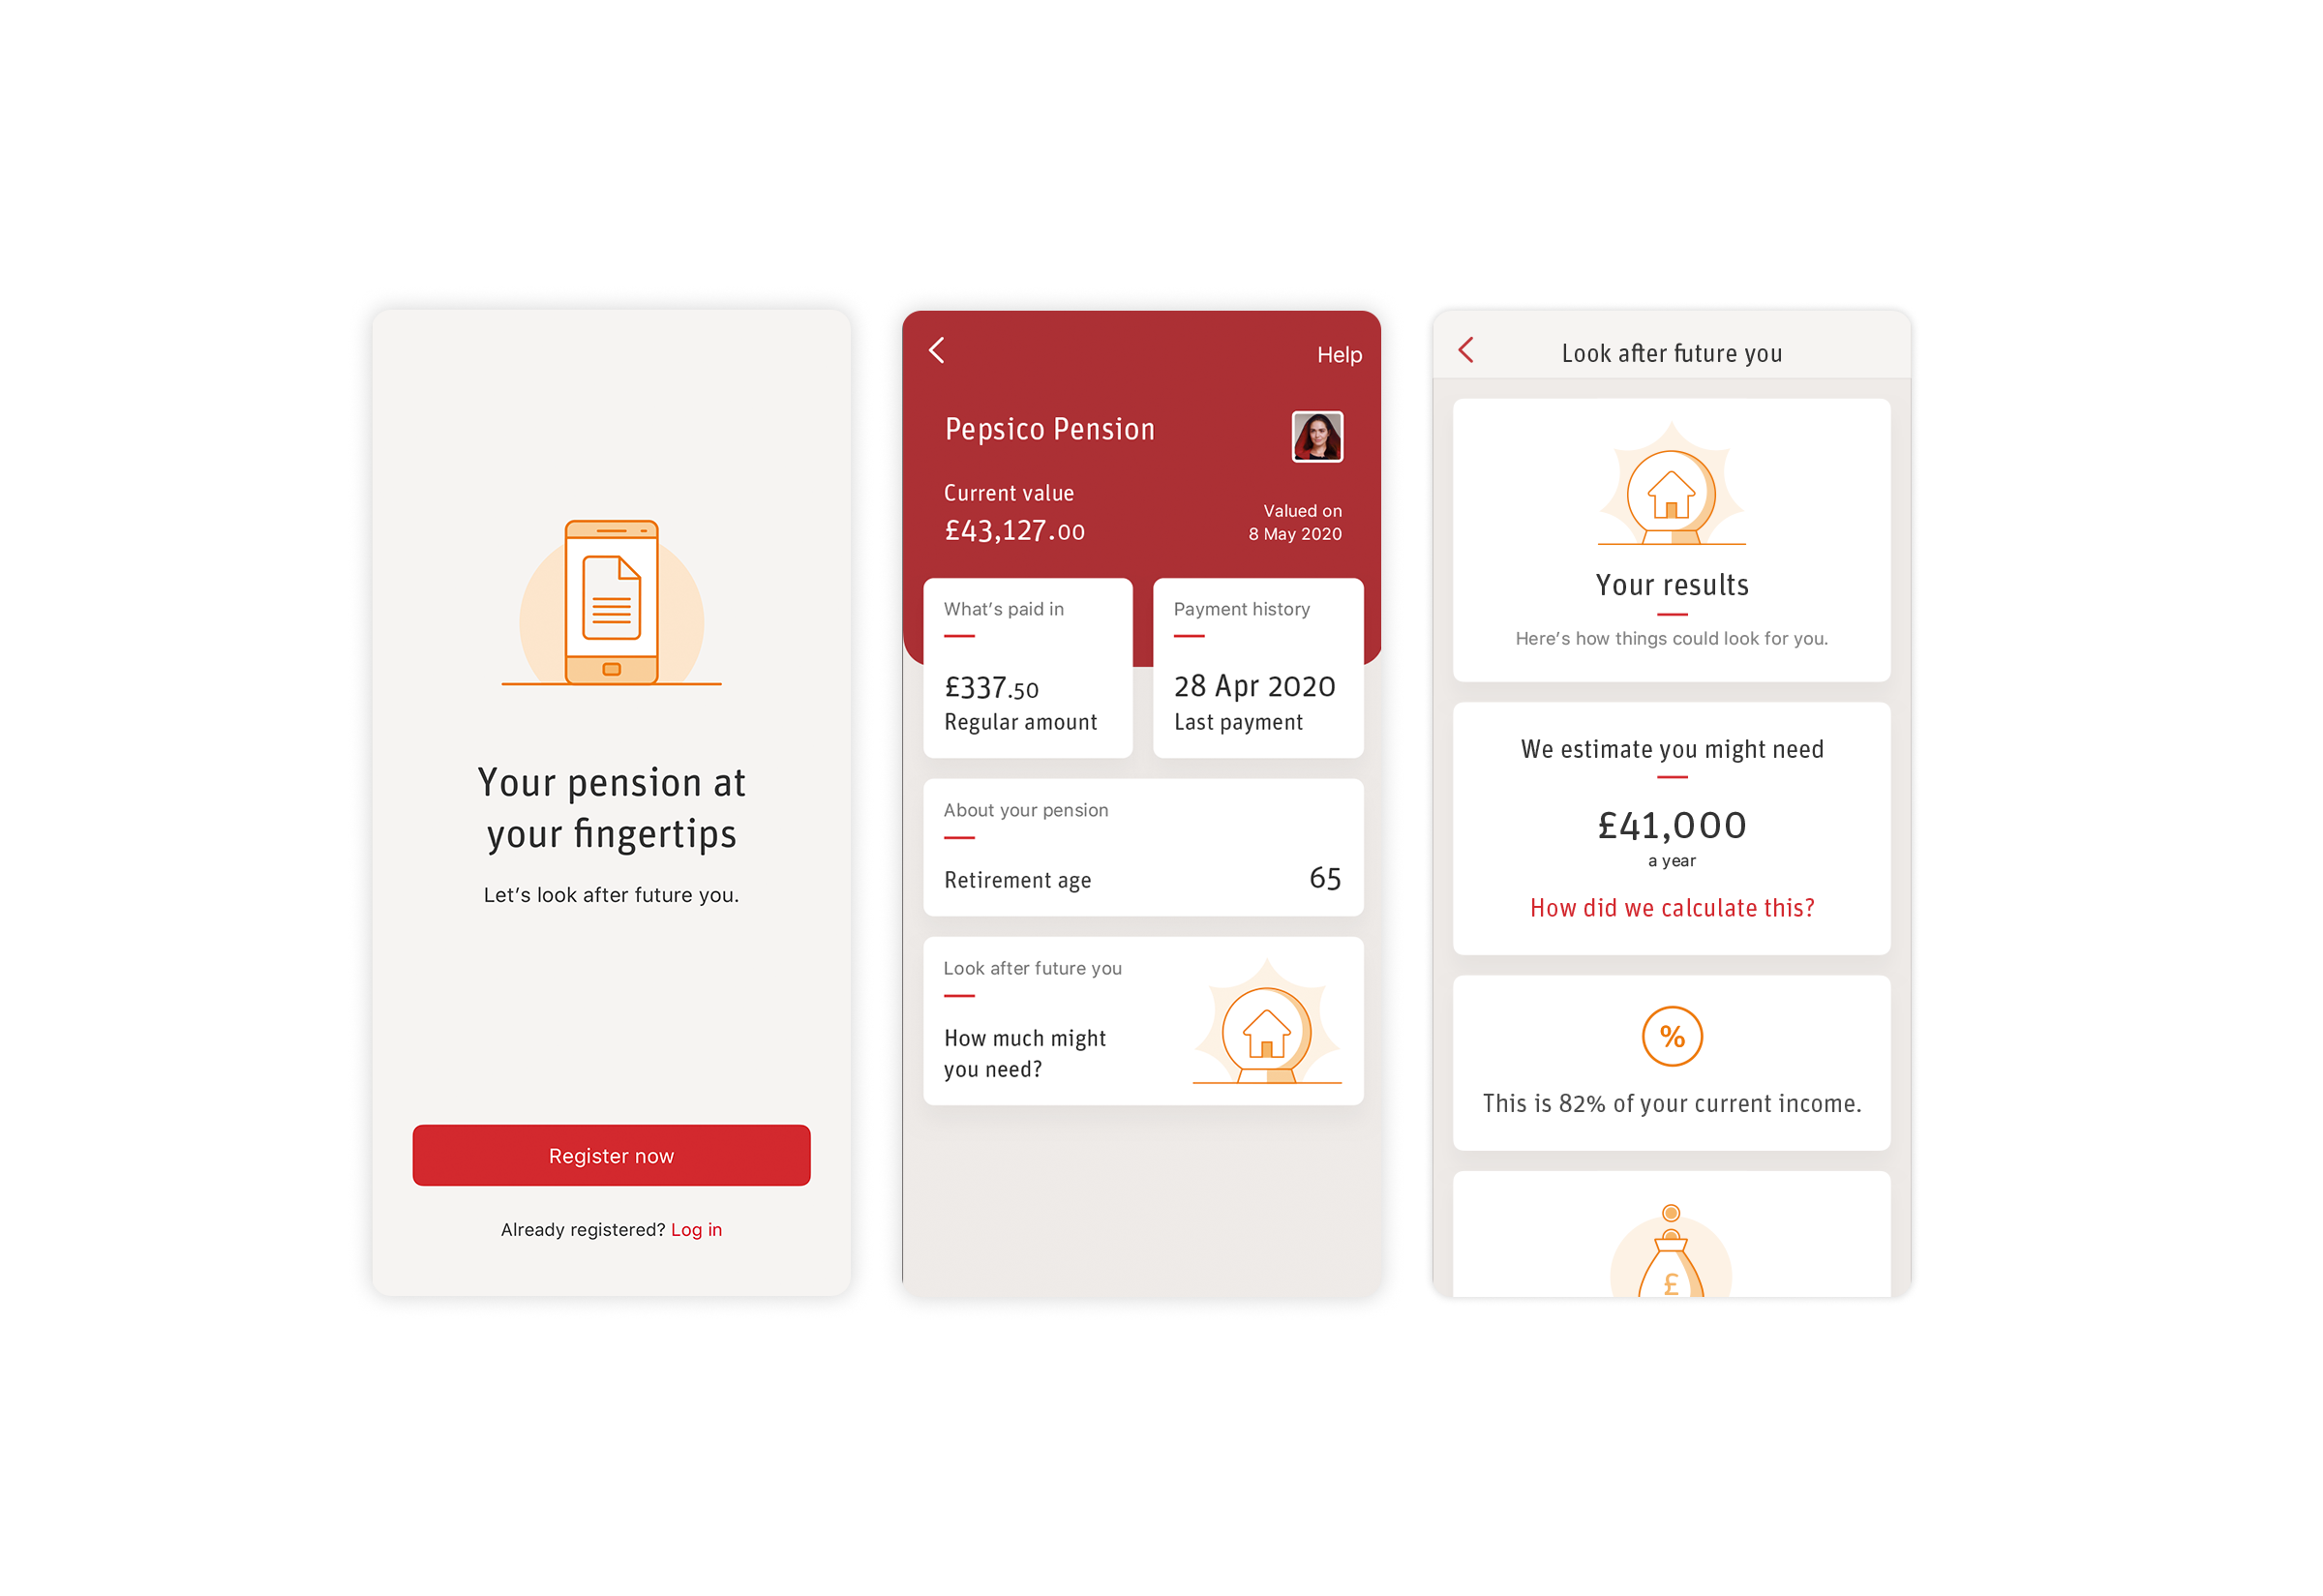 Your pension at
your fingertips
Let's look after future you.
Register now
Already registered? Log in
Help
Pepsico Pension
Current value
£43,127.00
Valued on
8 May 2020
What's paid in
£337.50
Regular amount
Payment history
28 Apr 2020
Last payment
About your pension
Retirement age 65
Look after future you
How much might
you need?
Look after future you
Your results
Here's how things could look for you.
We estimate you might need
£41,000
a year
How did we calculate this?
%
This is 82% of your current income.
£